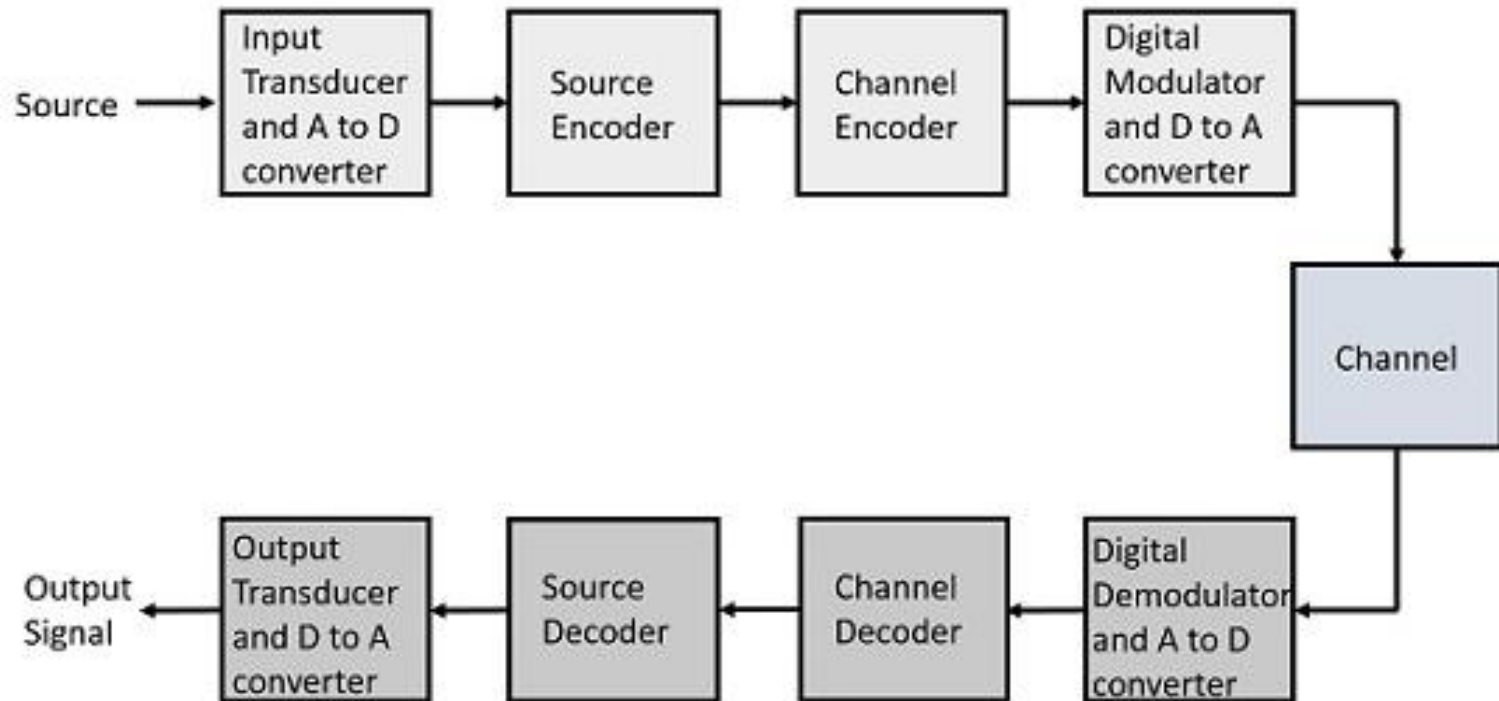 Source
Input
Transducer
and A to D
converter
Source
Encoder
Channel
Encoder
Digital
Modulator
and D to A
converter
Channel
Digital
Demodulator
and A to D
converter
Channel
Decoder
Source
Decoder
Output
Transducer
and D to A
converter
Output
Signal